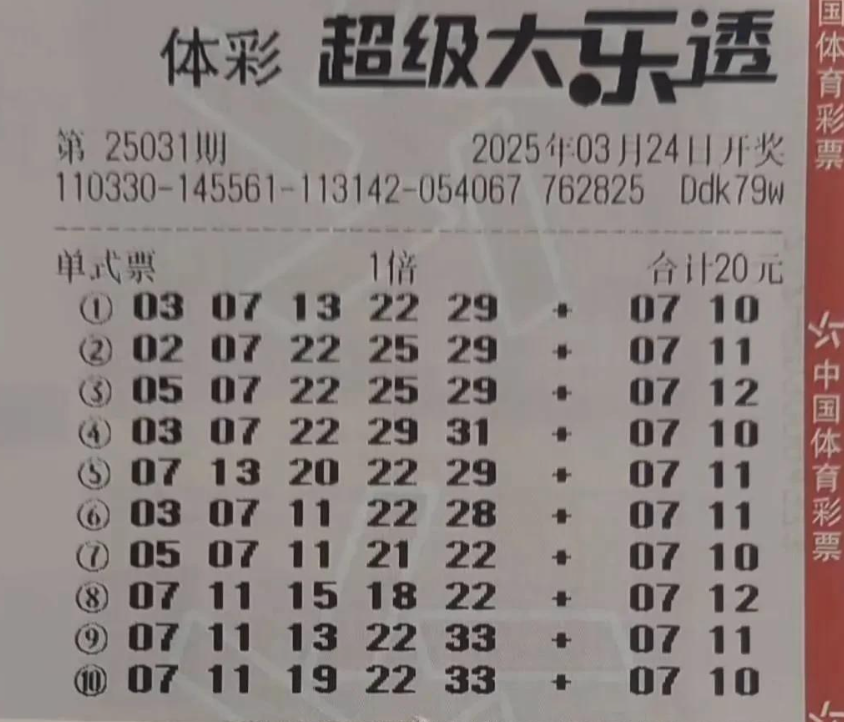 体彩 超级大乐透
第 25031期 2025年03月24日开奖
110330-145561-113142-054067 762825 Ddk79w
单式票 1倍 合计20元
① 03 07 13 22 29 + 07 10
② 02 07 22 25 29 + 07 11
③ 05 07 22 25 29 + 07 12
④ 03 07 22 29 31 + 07 10
⑤ 07 13 20 22 29 + 07 11
⑥ 03 07 11 22 28 + 07 11
⑦ 05 07 11 21 22 + 07 10
⑧ 07 11 15 18 22 + 07 12
⑨ 07 11 13 22 33 + 07 11
⑩ 07 11 19 22 33 + 07 10
国体育彩票
中国体育彩票